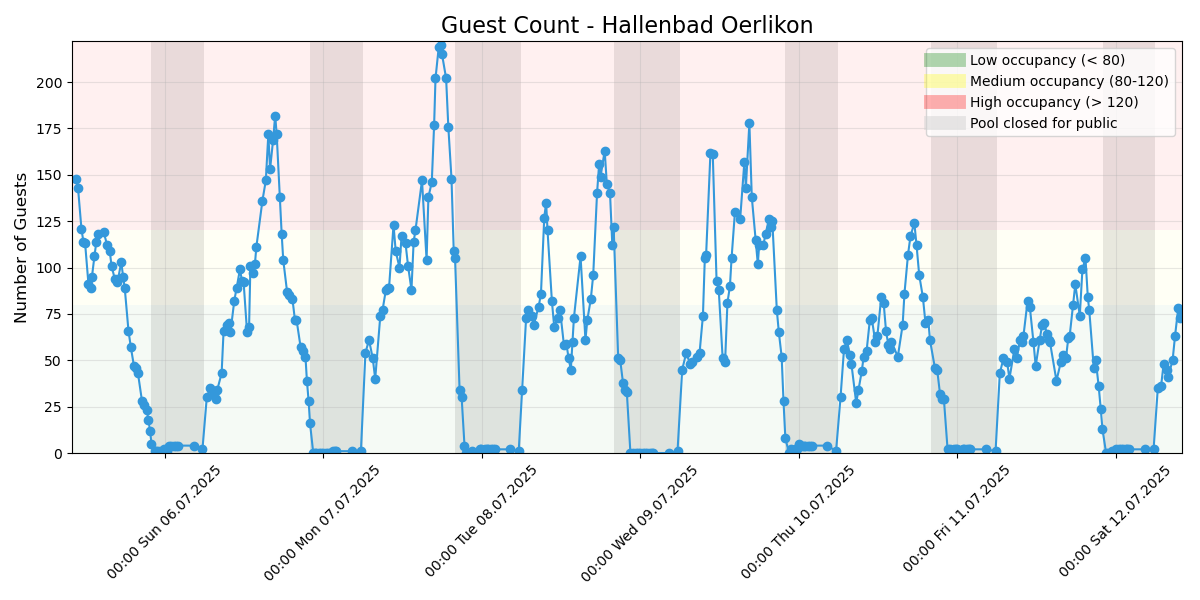 Guest Count - Hallenbad Oerlikon
Number of Guests
200
175
150
125
100
75
50
25
0
Low occupancy (< 80)
Medium occupancy (80-120)
High occupancy (> 120)
Pool closed for public
00:00 Sun 06.07.2025
00:00 Mon 07.07.2025
00:00 Tue 08.07.2025
00:00 Wed 09.07.2025
00:00 Thu 10.07.2025
00:00 Fri 11.07.2025
00:00 Sat 12.07.2025